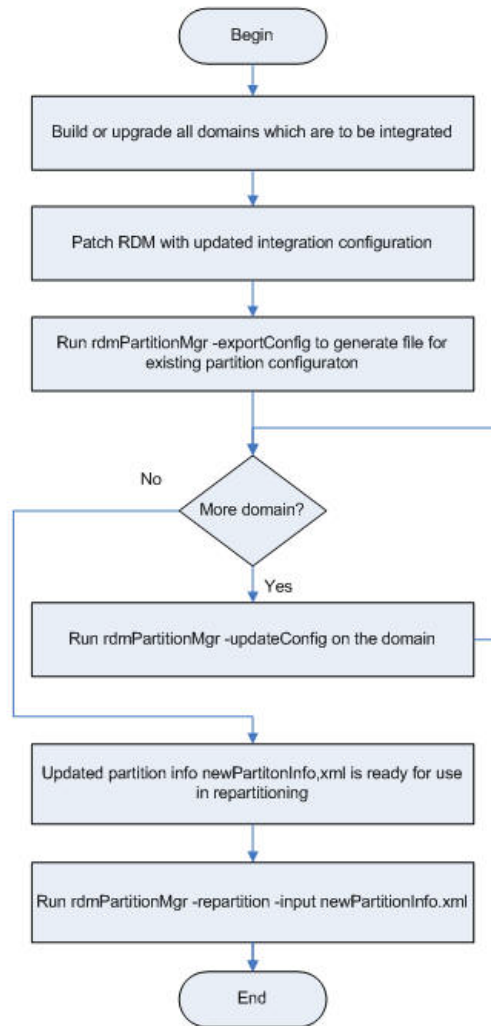 Begin
Build or upgrade all domains which are to be integrated
Patch RDM with updated integration configuration
Run rdmPartitionMgr -exportConfig to generate file for
existing partition configuraton
No
More domain?
Yes
Run rdmPartitionMgr -updateConfig on the domain
Updated partition info newPartitonInfo,xml is ready for use
in repartitioning
Run rdmPartitionMgr -repartition -input newPartitionInfo.xml
End